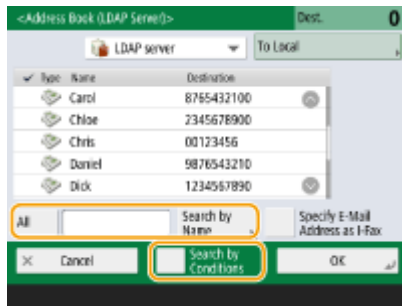 <Address Book (LDAP Server)> Dest. 0
LDAP server To Local
Type Name Destination
Carol 8765432100
Chloe 2345678900
Chris 00123456
Daniel 9876543210
Dick 1234567890
All Search by Name Specify E-Mail Address as I-Fax
Cancel Search by Conditions OK